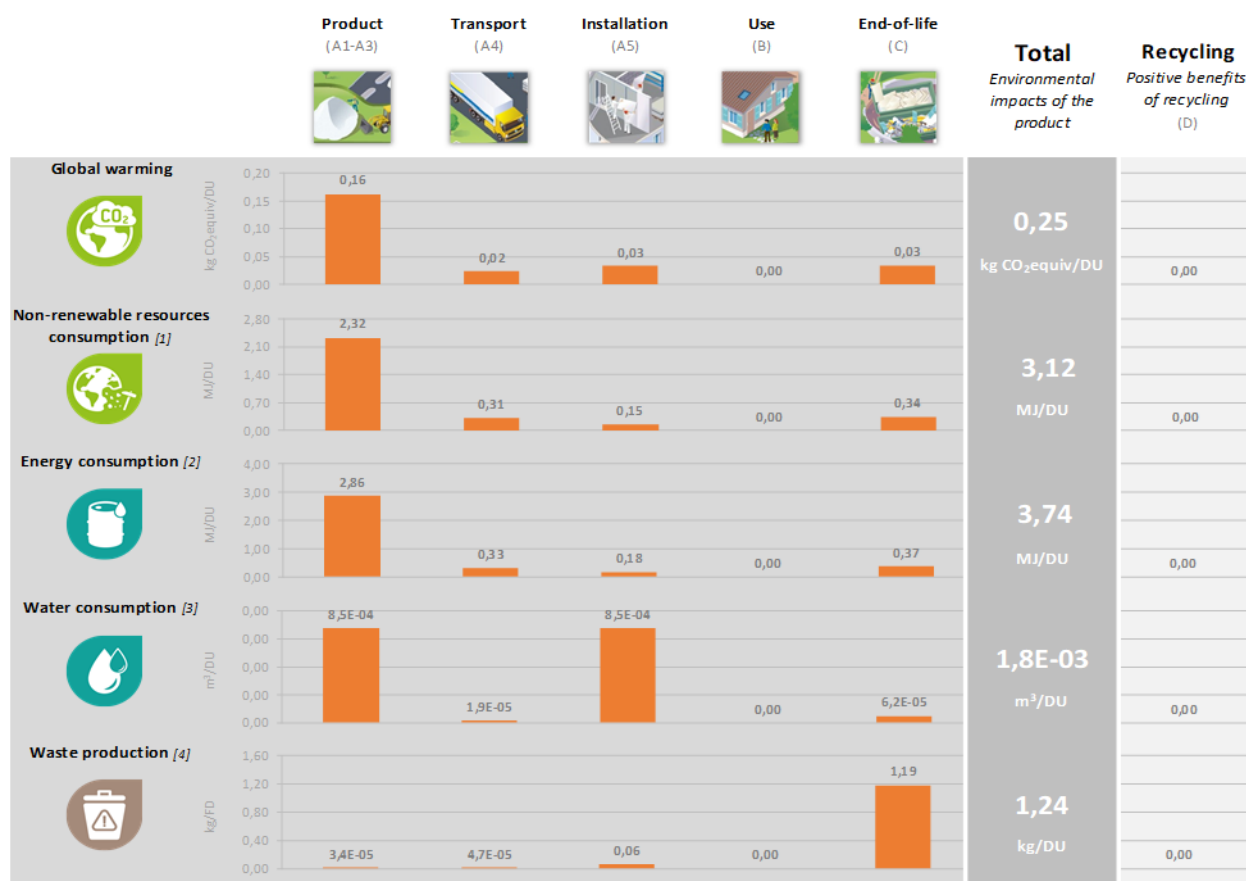 Product
(A1-A3)
Transport
(A4)
Installation
(A5)
Use
(B)
End-of-life
(C)
Total
Environmental
impacts of the
product
Recycling
Positive benefits
of recycling
(D)
Global warming
CO₂
kg CO₂equiv/DU
0,20
0,15
0,10
0,05
0,00
0,16
0,02
0,03
0,00
0,03
0,25
kg CO₂equiv/DU
0,00
Non-renewable resources
consumption [1]
MJ/DU
2,80
2,10
1,40
0,70
0,00
2,32
0,31
0,15
0,00
0,34
3,12
MJ/DU
0,00
Energy consumption [2]
MJ/DU
4,00
3,00
2,00
1,00
0,00
2,86
0,33
0,18
0,00
0,37
3,74
MJ/DU
0,00
Water consumption [3]
m³/DU
0,00
0,00
0,00
0,00
0,00
8,5E-04
1,9E-05
8,5E-04
0,00
6,2E-05
1,8E-03
m³/DU
0,00
Waste production [4]
kg/FD
1,60
1,20
0,80
0,40
0,00
3,4E-05
4,7E-05
0,06
0,00
1,19
1,24
kg/DU
0,00